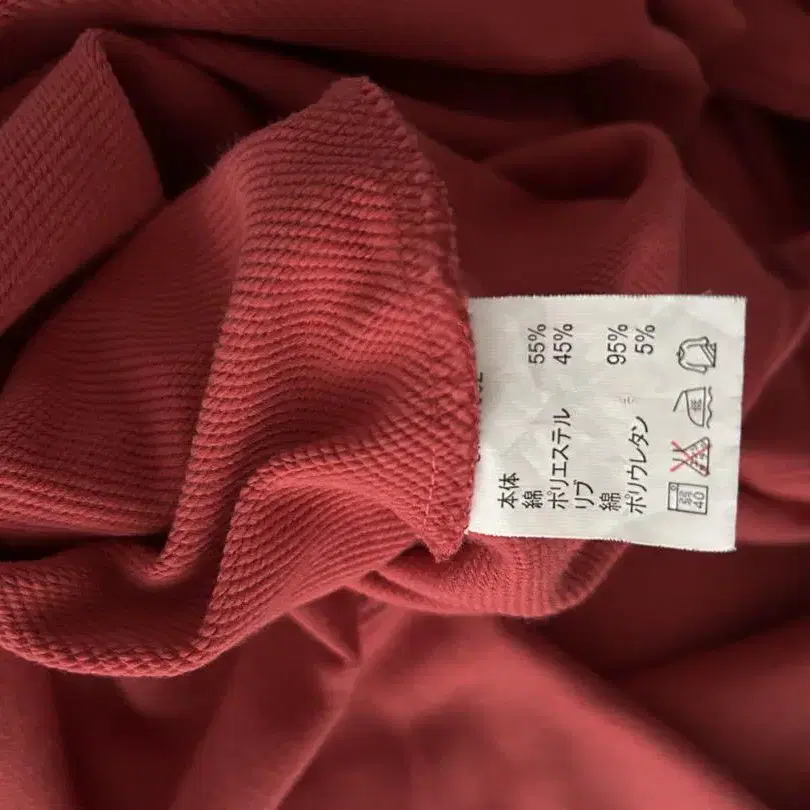 本体
綿 55%
ポリエステル 45%
リブ
綿 95%
ポリウレタン 5%
40